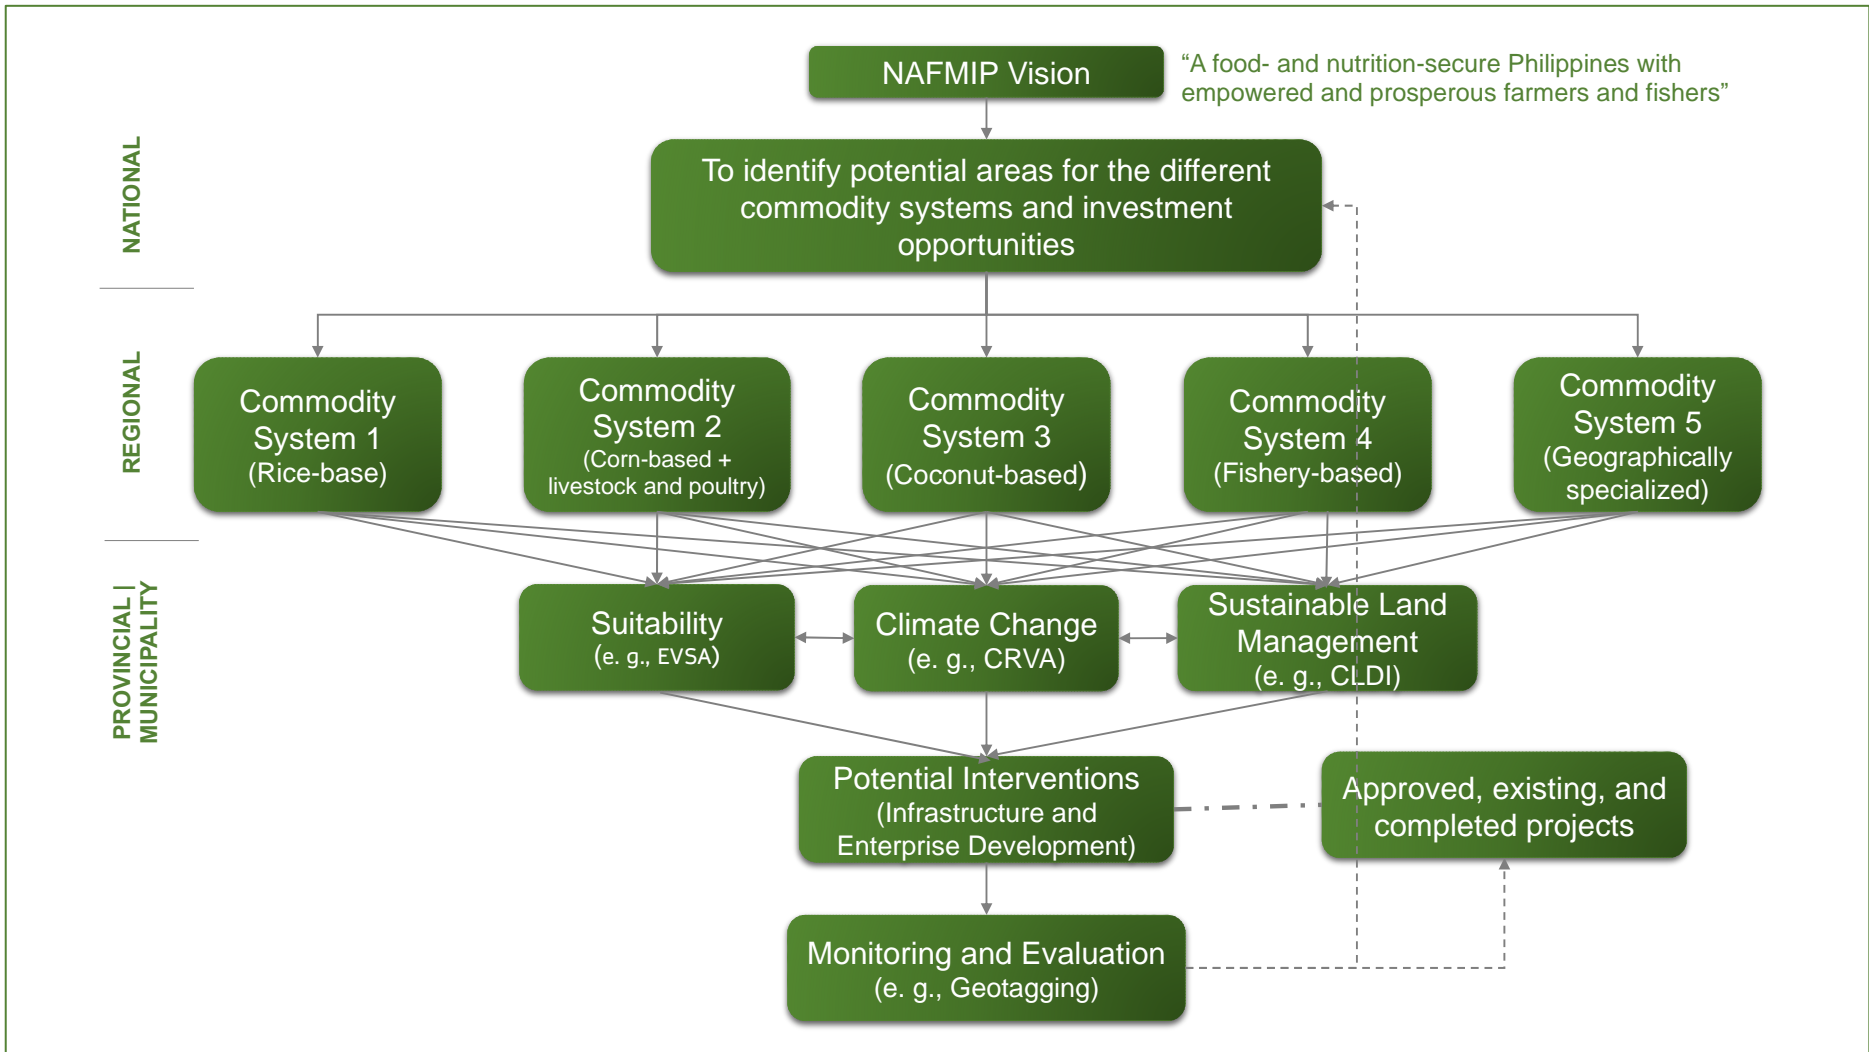 NAFMIP Vision
“A food- and nutrition-secure Philippines with
empowered and prosperous farmers and fishers”
NATIONAL
To identify potential areas for the different
commodity systems and investment
opportunities
REGIONAL
Commodity
System 1
(Rice-base)
Commodity
System 2
(Corn-based +
livestock and poultry)
Commodity
System 3
(Coconut-based)
Commodity
System 4
(Fishery-based)
Commodity
System 5
(Geographically
specialized)
PROVINCIAL |
MUNICIPALITY
Suitability
(e. g., EVSA)
Climate Change
(e. g., CRVA)
Sustainable Land
Management
(e. g., CLDI)
Potential Interventions
(Infrastructure and
Enterprise Development)
Approved, existing, and
completed projects
Monitoring and Evaluation
(e. g., Geotagging)